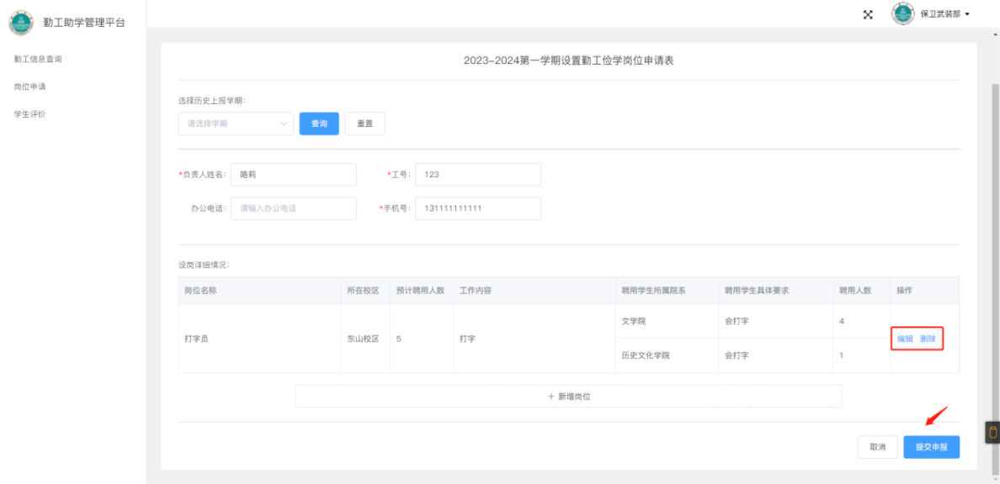 勤工助学管理平台
保卫武装部
勤工信息查询
岗位申请
学生评价
2023-2024第一学期设置勤工俭学岗位申请表
选择历史上报学期:
请选择学期 查询 重置
*负责人姓名: 皓莉 *工号: 123
办公电话: 请输入办公电话 *手机号: 131111111111
设岗详细情况:
岗位名称 所在校区 预计聘用人数 工作内容 聘用学生所属院系 聘用学生具体要求 聘用人数 操作
文学院 会打字 4
打字员 东山校区 5 打字 编辑 删除
历史文化学院 会打字 1
+ 新增岗位
取消 提交申报